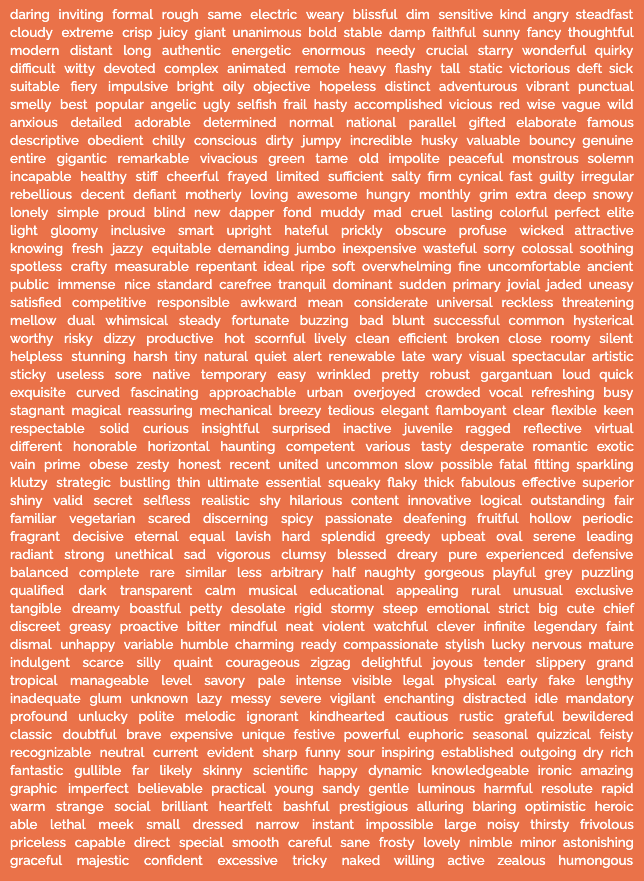 daring inviting formal rough same electric weary blissful dim sensitive kind angry steadfast
cloudy extreme crisp juicy giant unanimous bold stable damp faithful sunny fancy thoughtful
modern distant long authentic energetic enormous needy crucial starry wonderful quirky
difficult witty devoted complex animated remote heavy flashy tall static victorious deft sick
suitable fiery impulsive bright oily objective hopeless distinct adventurous vibrant punctual
smelly best popular angelic ugly selfish frail hasty accomplished vicious red wise vague wild
anxious detailed adorable determined normal national parallel gifted elaborate famous
descriptive obedient chilly conscious dirty jumpy incredible husky valuable bouncy genuine
entire gigantic remarkable vivacious green tame old impolite peaceful monstrous solemn
incapable healthy stiff cheerful frayed limited sufficient salty firm cynical fast guilty irregular
rebellious decent defiant motherly loving awesome hungry monthly grim extra deep snowy
lonely simple proud blind new dapper fond muddy mad cruel lasting colorful perfect elite
light gloomy inclusive smart upright hateful prickly obscure profuse wicked attractive
knowing fresh jazzy equitable demanding jumbo inexpensive wasteful sorry colossal soothing
spotless crafty measurable repentant ideal ripe soft overwhelming fine uncomfortable ancient
public immense nice standard carefree tranquil dominant sudden primary jovial jaded uneasy
satisfied competitive responsible awkward mean considerate universal reckless threatening
mellow dual whimsical steady fortunate buzzing bad blunt successful common hysterical
worthy risky dizzy productive hot scornful lively clean efficient broken close roomy silent
helpless stunning harsh tiny natural quiet alert renewable late wary visual spectacular artistic
sticky useless sore native temporary easy wrinkled pretty robust gargantuan loud quick
exquisite curved fascinating approachable urban overjoyed crowded vocal refreshing busy
stagnant magical reassuring mechanical breezy tedious elegant flamboyant clear flexible keen
respectable solid curious insightful surprised inactive juvenile ragged reflective virtual
different honorable horizontal haunting competent various tasty desperate romantic exotic
vain prime obese zesty honest recent united uncommon slow possible fatal fitting sparkling
klutzy strategic bustling thin ultimate essential squeaky flaky thick fabulous effective superior
shiny valid secret selfless realistic shy hilarious content innovative logical outstanding fair
familiar vegetarian scared discerning spicy passionate deafening fruitful hollow periodic
fragrant decisive eternal equal lavish hard splendid greedy upbeat oval serene leading
radiant strong unethical sad vigorous clumsy blessed dreary pure experienced defensive
balanced complete rare similar less arbitrary half naughty gorgeous playful grey puzzling
qualified dark transparent calm musical educational appealing rural unusual exclusive
tangible dreamy boastful petty desolate rigid stormy steep emotional strict big cute chief
discreet greasy proactive bitter mindful neat violent watchful clever infinite legendary faint
dismal unhappy variable humble charming ready compassionate stylish lucky nervous mature
indulgent scarce silly quaint courageous zigzag delightful joyous tender slippery grand
tropical manageable level savory pale intense visible legal physical early fake lengthy
inadequate glum unknown lazy messy severe vigilant enchanting distracted idle mandatory
profound unlucky polite melodic ignorant kindhearted cautious rustic grateful bewildered
classic doubtful brave expensive unique festive powerful euphoric seasonal quizzical feisty
recognizable neutral current evident sharp funny sour inspiring established outgoing dry rich
fantastic gullible far likely skinny scientific happy dynamic knowledgeable ironic amazing
graphic imperfect believable practical young sandy gentle luminous harmful resolute rapid
warm strange social brilliant heartfelt bashful prestigious alluring blaring optimistic heroic
able lethal meek small dressed narrow instant impossible large noisy thirsty frivolous
priceless capable direct special smooth careful sane frosty lovely nimble minor astonishing
graceful majestic confident excessive tricky naked willing active zealous humongous